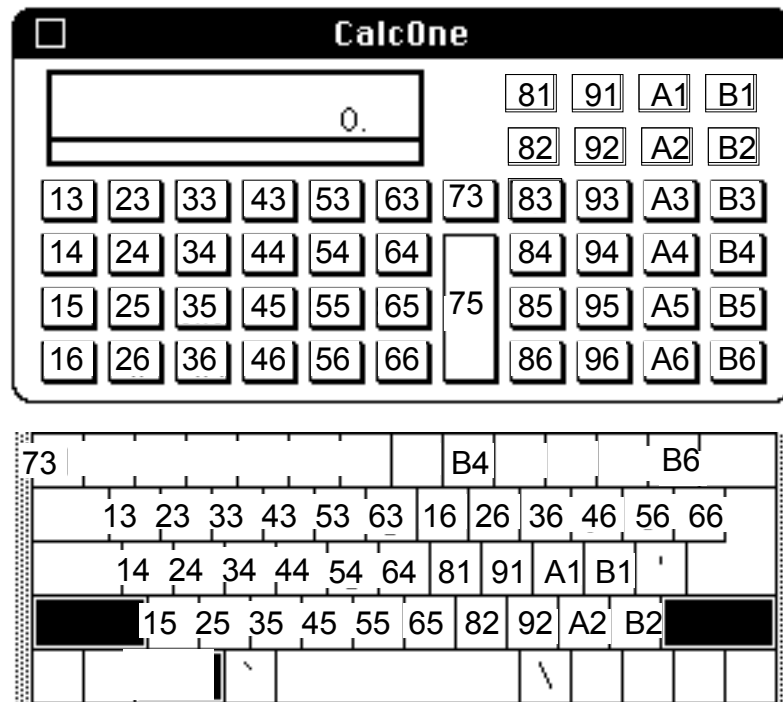 CalcOne
81 91 A1 B1
0.
82 92 A2 B2
13 23 33 43 53 63 73 83 93 A3 B3
14 24 34 44 54 64 84 94 A4 B4
15 25 35 45 55 65 75 85 95 A5 B5
16 26 36 46 56 66 86 96 A6 B6
73 B4 B6
13 23 33 43 53 63 16 26 36 46 56 66
14 24 34 44 54 64 81 91 A1 B1 '
15 25 35 45 55 65 82 92 A2 B2
` \